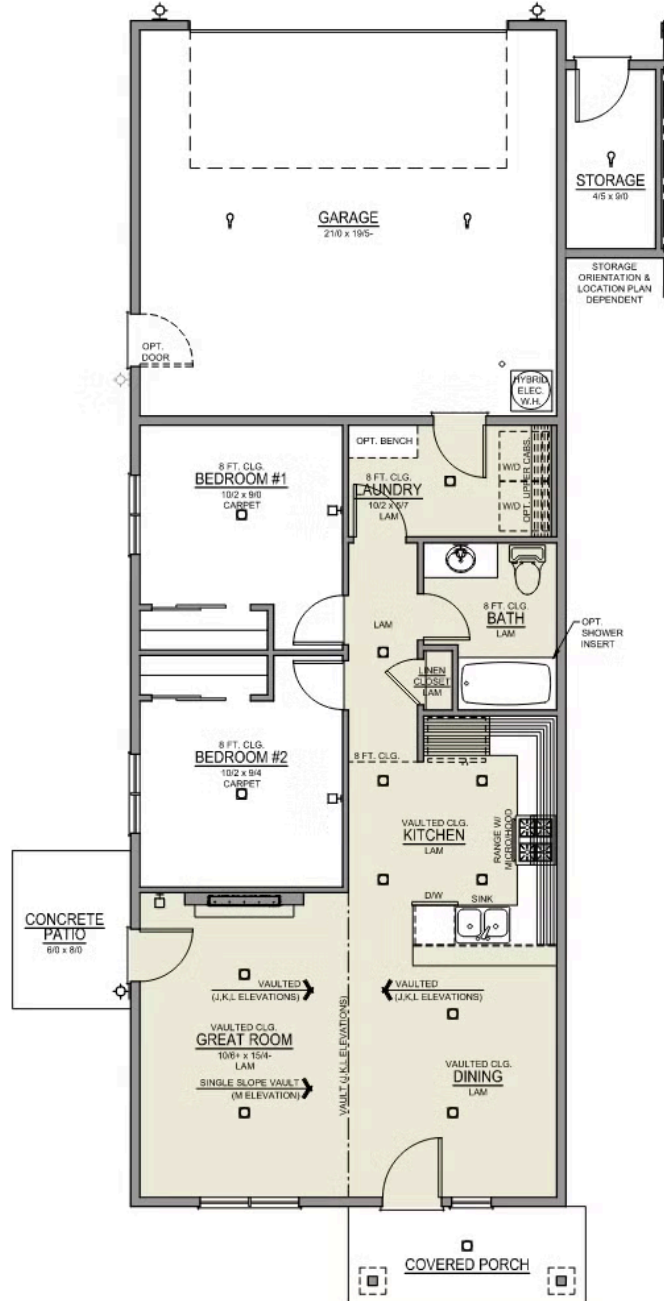 GARAGE
21/0 x 19/5-
STORAGE
4/5 x 9/0
STORAGE
ORIENTATION &
LOCATION PLAN
DEPENDENT
OPT.
DOOR
HYBRID
ELEC.
W.H.
8 FT. CLG.
BEDROOM #1
10/2 x 9/0
CARPET
OPT. BENCH
8 FT. CLG.
LAUNDRY
10/2 x 5/7
LAM
W/D
W/D
OPT. UPPER CABS.
LAM
8 FT. CLG.
BATH
LAM
OPT.
SHOWER
INSERT
LINEN
CLOSET
LAM
8 FT. CLG.
BEDROOM #2
10/2 x 9/4
CARPET
8 FT. CLG.
VAULTED CLG.
KITCHEN
LAM
RANGE W/
MICRO/HOOD
D/W
SINK
CONCRETE
PATIO
6/0 x 8/0
VAULTED
(J,K,L ELEVATIONS)
VAULTED
(J,K,L ELEVATIONS)
VAULTED CLG.
GREAT ROOM
10/6+ x 15/4-
LAM
SINGLE SLOPE VAULT
(M ELEVATION)
VAULT (J,K,L ELEVATIONS)
VAULTED CLG.
DINING
LAM
COVERED PORCH